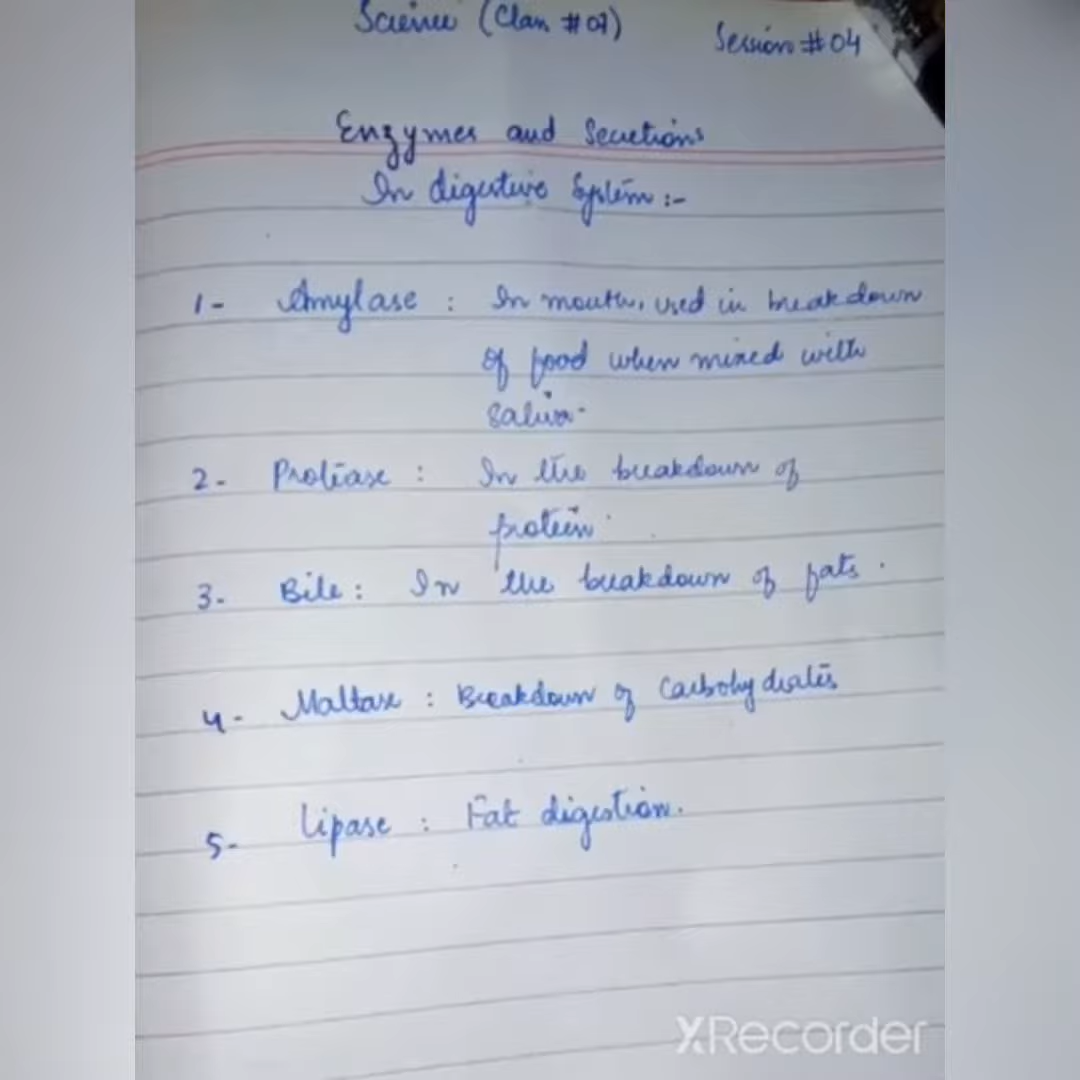 Science (Class #07)
Session #04
Enzymes and Secretions
In digestive System :-
1- Amylase : In mouth, used in breakdown
of food when mixed with
saliva.
2- Protease : In the breakdown of
protein.
3- Bile : In the breakdown of fats.
4- Maltase : Breakdown of Carbohydrates
5- Lipase : Fat digestion.
XRecorder